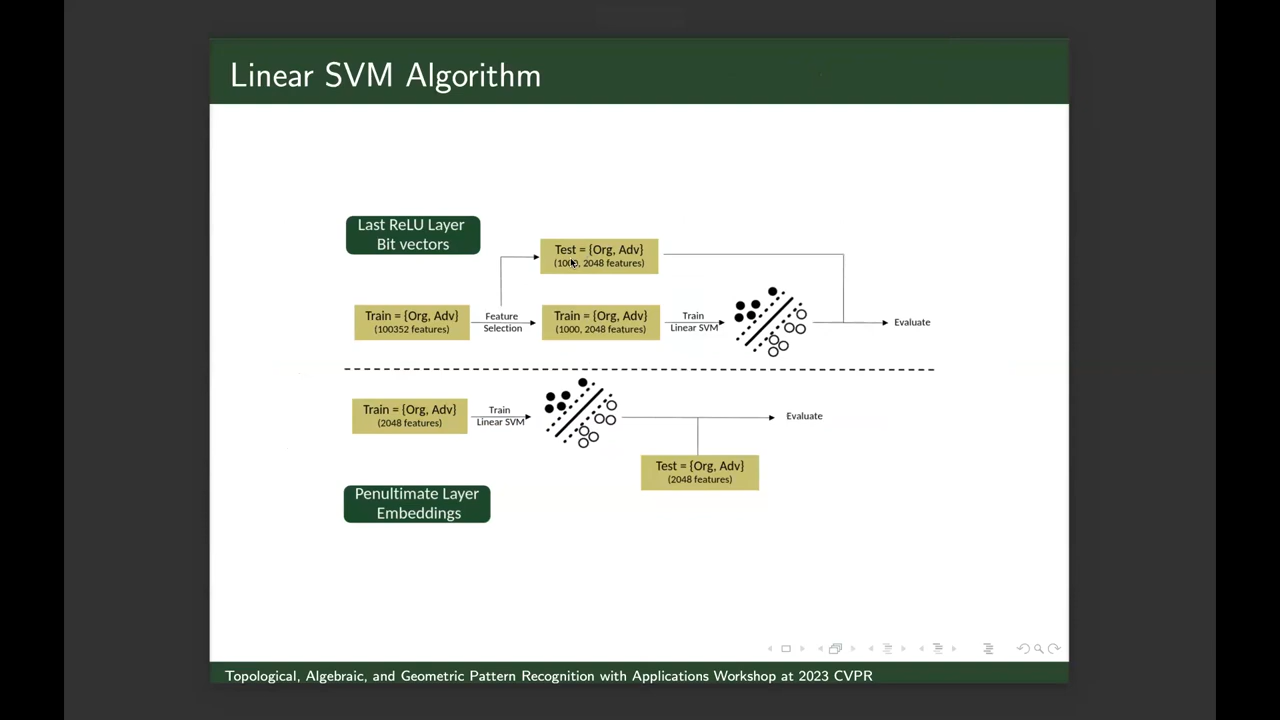 Linear SVM Algorithm
Last ReLU Layer
Bit vectors
Test = {Org, Adv}
(1000, 2048 features)
Train = {Org, Adv}
(100352 features)
Feature
Selection
Train = {Org, Adv}
(1000, 2048 features)
Train
Linear SVM
Evaluate
Train = {Org, Adv}
(2048 features)
Train
Linear SVM
Evaluate
Test = {Org, Adv}
(2048 features)
Penultimate Layer
Embeddings
Topological, Algebraic, and Geometric Pattern Recognition with Applications Workshop at 2023 CVPR